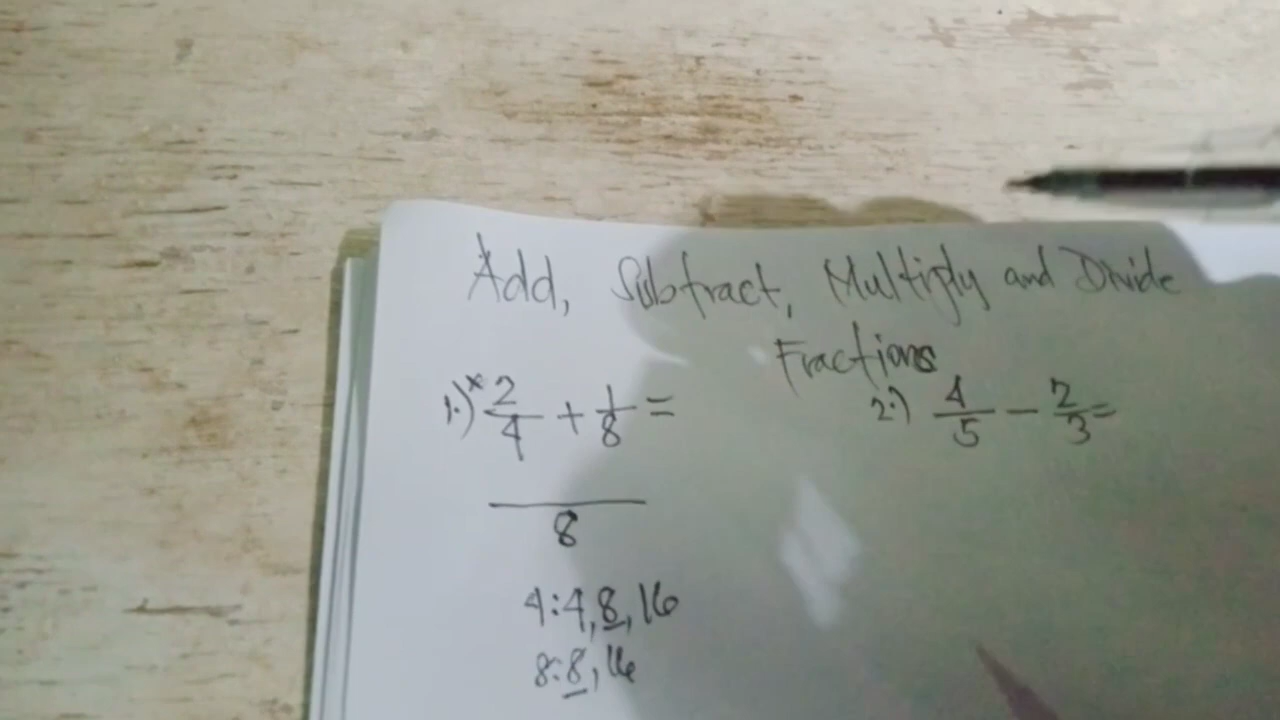 Add, Subtract, Multiply and Divide
Fractions
1.) x 2/4 + 1/8 =
2.) 4/5 - 2/3 =
8
4:4, 8, 16
8:8, 16